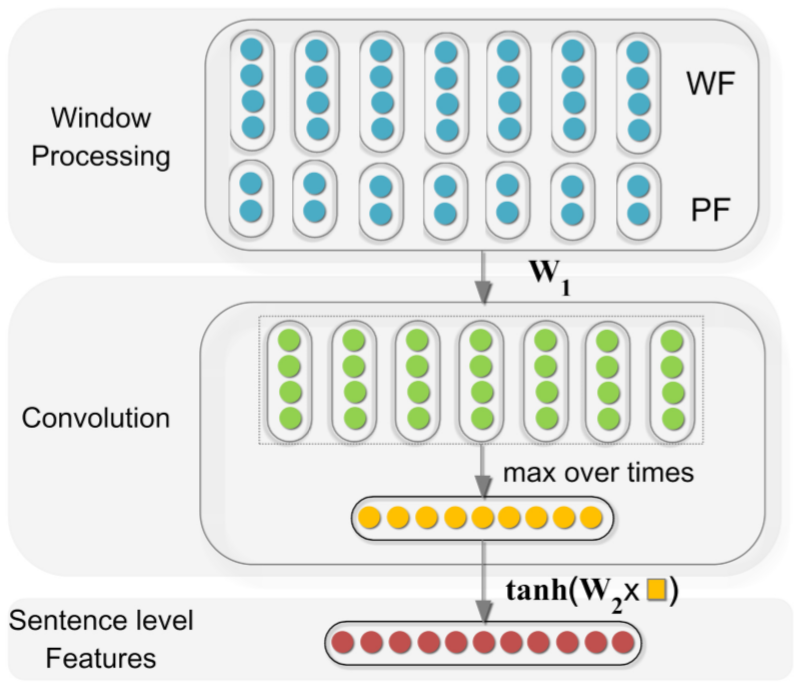 WF
Window
Processing
PF
W1
Convolution
max over times
tanh(W2x )
Sentence level
Features